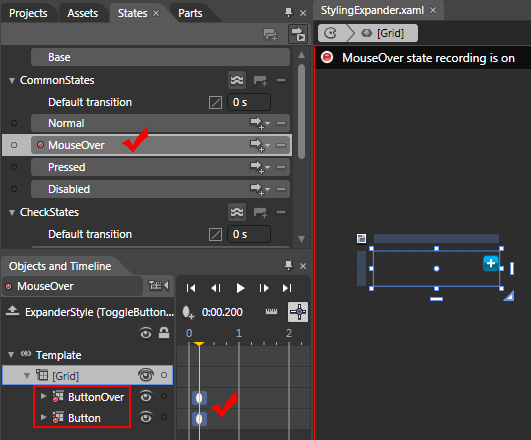 Projects Assets States × Parts
Base
CommonStates
Default transition 0 s
Normal
MouseOver
Pressed
Disabled
CheckStates
Default transition 0 s
Objects and Timeline ×
MouseOver
ExpanderStyle (ToggleButton...
0:00.200
0 1 2
Template
[Grid]
ButtonOver
Button
StylingExpander.xaml ×
[Grid]
MouseOver state recording is on